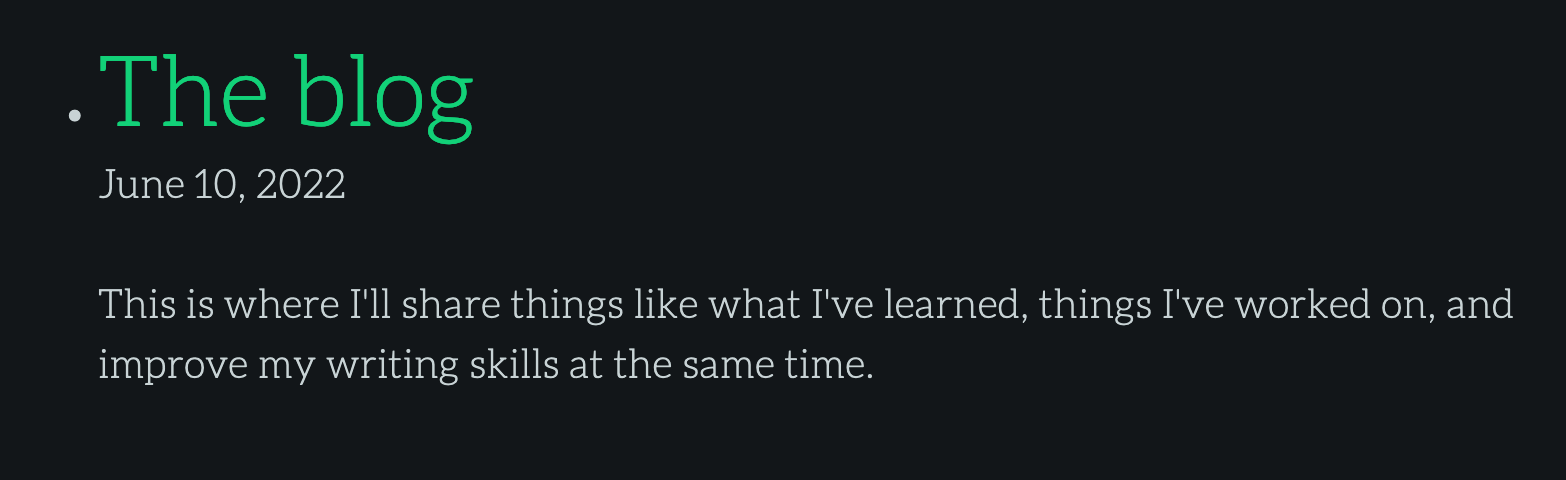 • The blog
June 10, 2022
This is where I'll share things like what I've learned, things I've worked on, and
improve my writing skills at the same time.